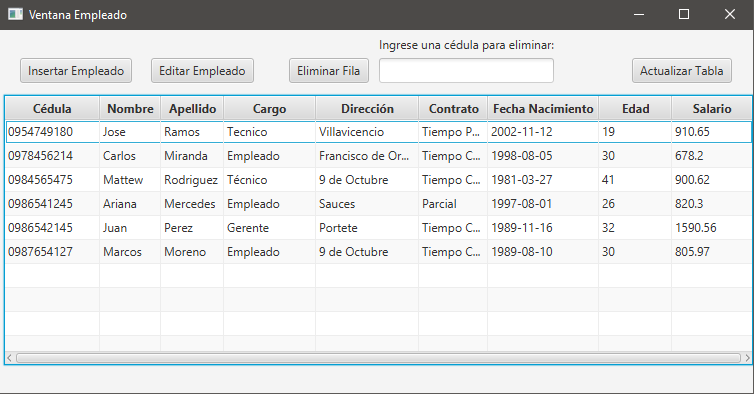 Ventana Empleado
Ingrese una cédula para eliminar:
Insertar Empleado Editar Empleado Eliminar Fila Actualizar Tabla
Cédula Nombre Apellido Cargo Dirección Contrato Fecha Nacimiento Edad Salario
0954749180 Jose Ramos Tecnico Villavicencio Tiempo P... 2002-11-12 19 910.65
0978456214 Carlos Miranda Empleado Francisco de Or... Tiempo C... 1998-08-05 30 678.2
0984565475 Mattew Rodriguez Técnico 9 de Octubre Tiempo C... 1981-03-27 41 900.62
0986541245 Ariana Mercedes Empleado Sauces Parcial 1997-08-01 26 820.3
0986542145 Juan Perez Gerente Portete Tiempo C... 1989-11-16 32 1590.56
0987654127 Marcos Moreno Empleado 9 de Octubre Tiempo C... 1989-08-10 30 805.97